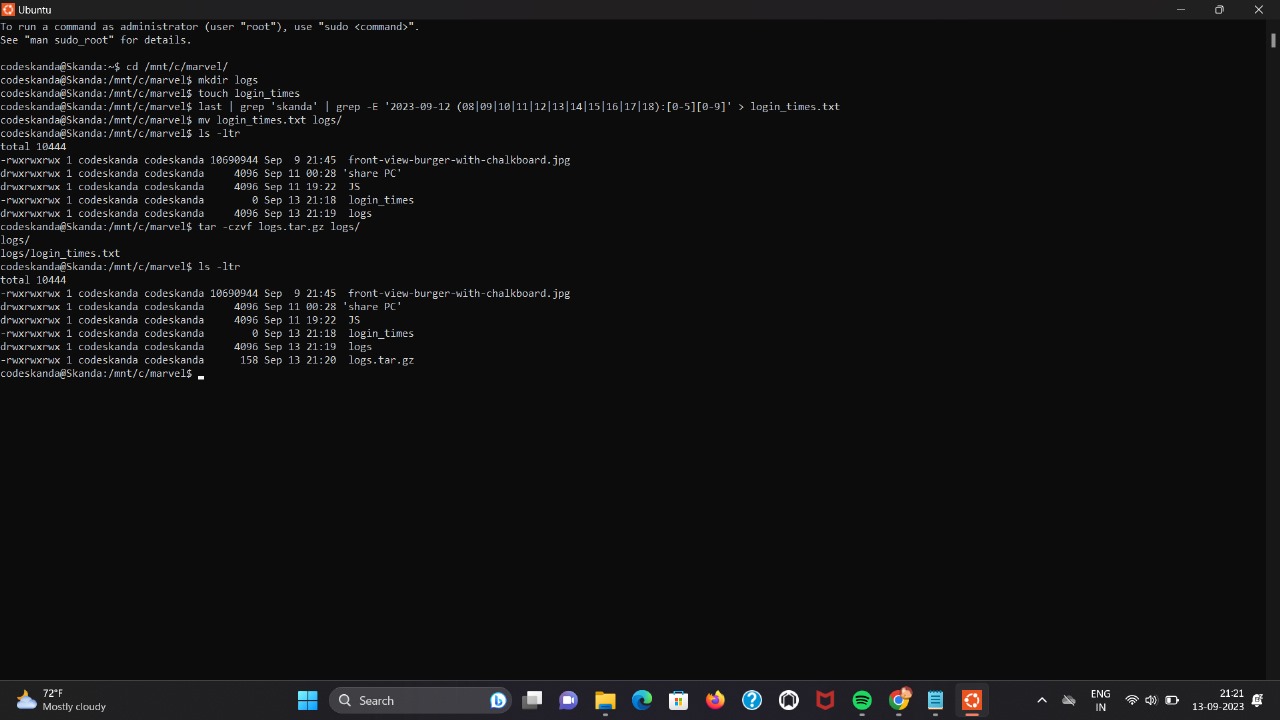 Ubuntu
To run a command as administrator (user "root"), use "sudo <command>".
See "man sudo_root" for details.
codeskanda@Skanda:~$ cd /mnt/c/marvel/
codeskanda@Skanda:/mnt/c/marvel$ mkdir logs
codeskanda@Skanda:/mnt/c/marvel$ touch login_times
codeskanda@Skanda:/mnt/c/marvel$ last | grep 'skanda' | grep -E '2023-09-12 (08|09|10|11|12|13|14|15|16|17|18):[0-5][0-9]' > login_times.txt
codeskanda@Skanda:/mnt/c/marvel$ mv login_times.txt logs/
codeskanda@Skanda:/mnt/c/marvel$ ls -ltr
total 10444
-rwxrwxrwx 1 codeskanda codeskanda 10690944 Sep  9 21:45  front-view-burger-with-chalkboard.jpg
drwxrwxrwx 1 codeskanda codeskanda     4096 Sep 11 00:28 'share PC'
drwxrwxrwx 1 codeskanda codeskanda     4096 Sep 11 19:22  JS
-rwxrwxrwx 1 codeskanda codeskanda        0 Sep 13 21:18  login_times
drwxrwxrwx 1 codeskanda codeskanda     4096 Sep 13 21:19  logs
codeskanda@Skanda:/mnt/c/marvel$ tar -czvf logs.tar.gz logs/
logs/
logs/login_times.txt
codeskanda@Skanda:/mnt/c/marvel$ ls -ltr
total 10444
-rwxrwxrwx 1 codeskanda codeskanda 10690944 Sep  9 21:45  front-view-burger-with-chalkboard.jpg
drwxrwxrwx 1 codeskanda codeskanda     4096 Sep 11 00:28 'share PC'
drwxrwxrwx 1 codeskanda codeskanda     4096 Sep 11 19:22  JS
-rwxrwxrwx 1 codeskanda codeskanda        0 Sep 13 21:18  login_times
drwxrwxrwx 1 codeskanda codeskanda     4096 Sep 13 21:19  logs
-rwxrwxrwx 1 codeskanda codeskanda      158 Sep 13 21:20  logs.tar.gz
codeskanda@Skanda:/mnt/c/marvel$
72°F
Mostly cloudy
Search
ENG
IN
21:21
13-09-2023